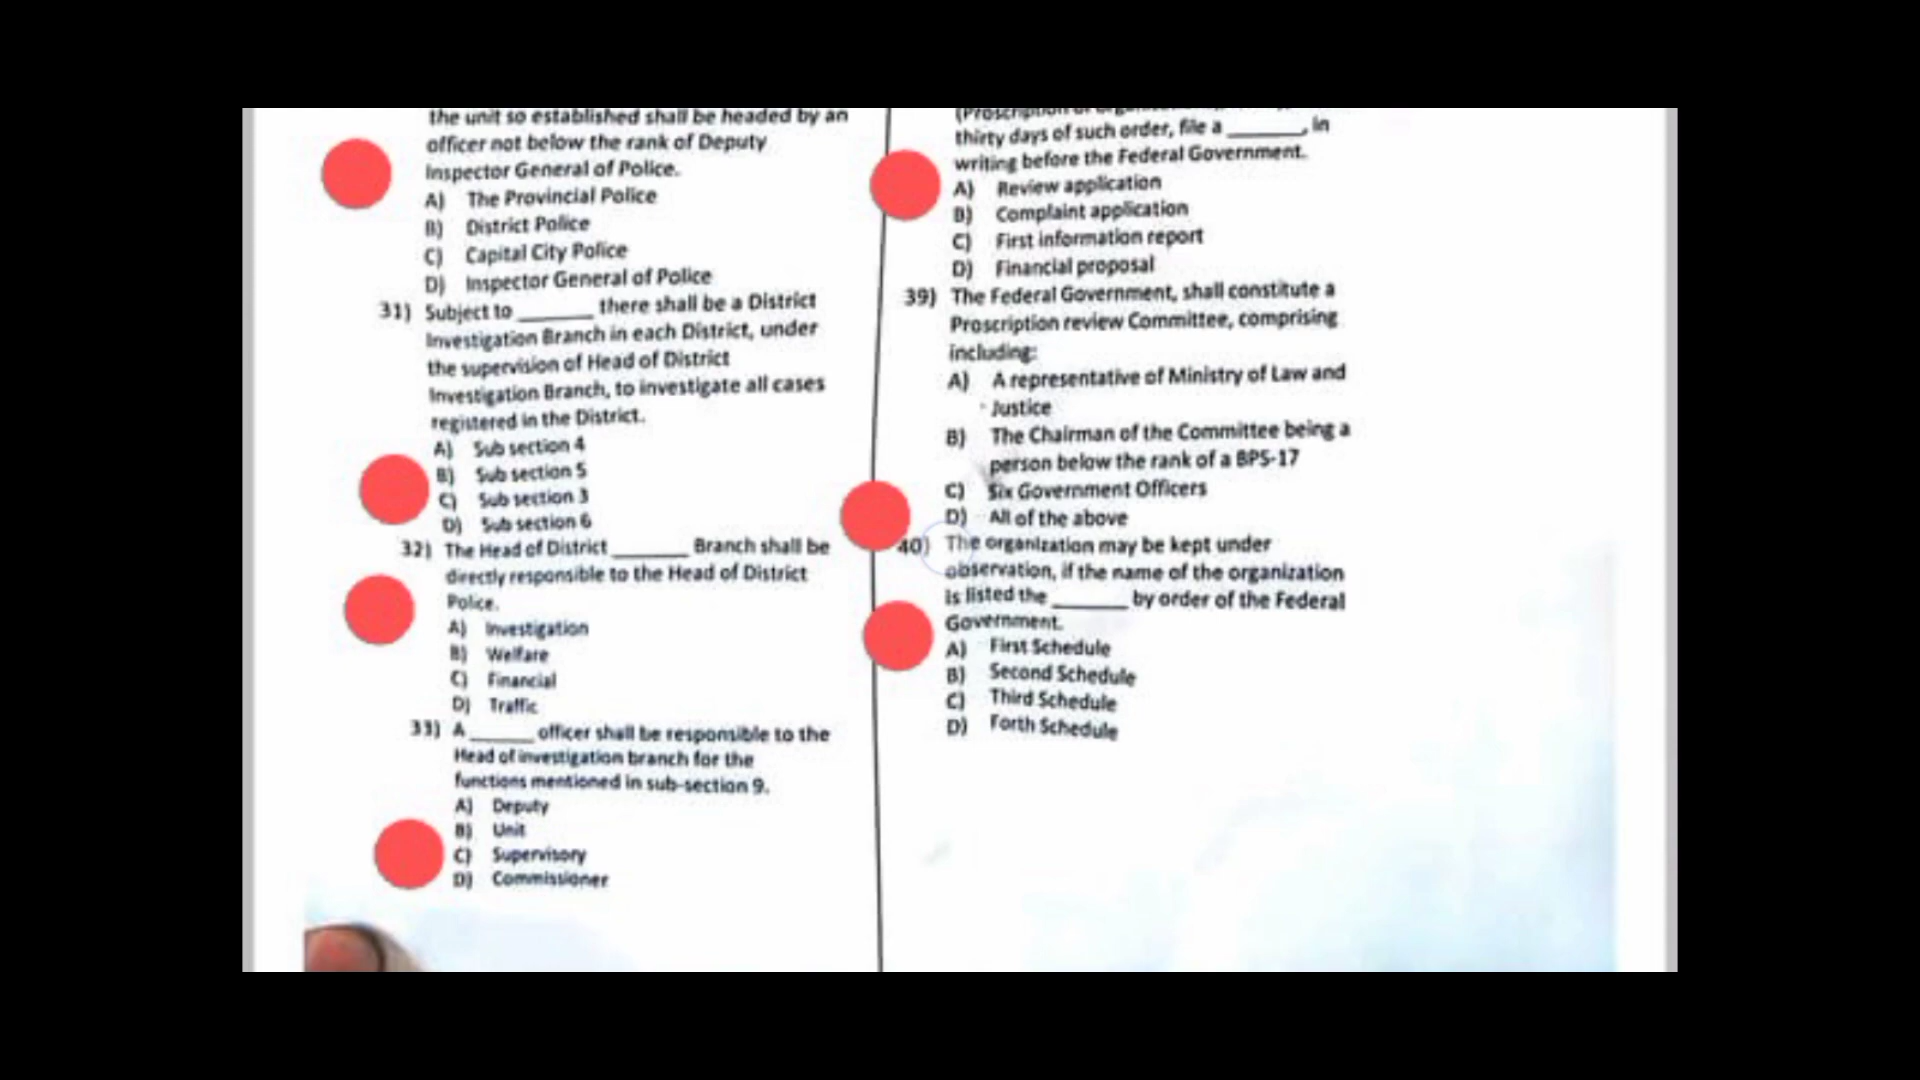 the unit so established shall be headed by an
officer not below the rank of Deputy
Inspector General of Police.
A) The Provincial Police
B) District Police
C) Capital City Police
D) Inspector General of Police
31) Subject to _______ there shall be a District
Investigation Branch in each District, under
the supervision of Head of District
Investigation Branch, to investigate all cases
registered in the District.
A) Sub section 4
B) Sub section 5
C) Sub section 3
D) Sub section 6
32) The Head of District _______ Branch shall be
directly responsible to the Head of District
Police.
A) Investigation
B) Welfare
C) Financial
D) Traffic
33) A ______ officer shall be responsible to the
Head of investigation branch for the
functions mentioned in sub-section 9.
A) Deputy
B) Unit
C) Supervisory
D) Commissioner
(Proscription of
thirty days of such order, file a _______, in
writing before the Federal Government.
A) Review application
B) Complaint application
C) First information report
D) Financial proposal
39) The Federal Government, shall constitute a
Proscription review Committee, comprising
including:
A) A representative of Ministry of Law and
Justice
B) The Chairman of the Committee being a
person below the rank of a BPS-17
C) Six Government Officers
D) All of the above
40) The organization may be kept under
observation, if the name of the organization
is listed the _______ by order of the Federal
Government.
A) First Schedule
B) Second Schedule
C) Third Schedule
D) Forth Schedule